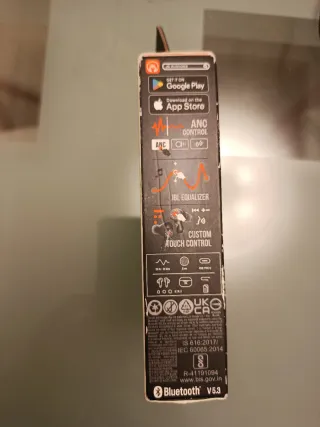 GET IT ON
Google Play
Download on the
App Store
ANC
CONTROL
ANC
JBL EQUALIZER
CUSTOM
TOUCH CONTROL
UK
CA
IS 616:2017/
IEC 60065:2014
R-41191094
www.bis.gov.in
Bluetooth® V 5.3